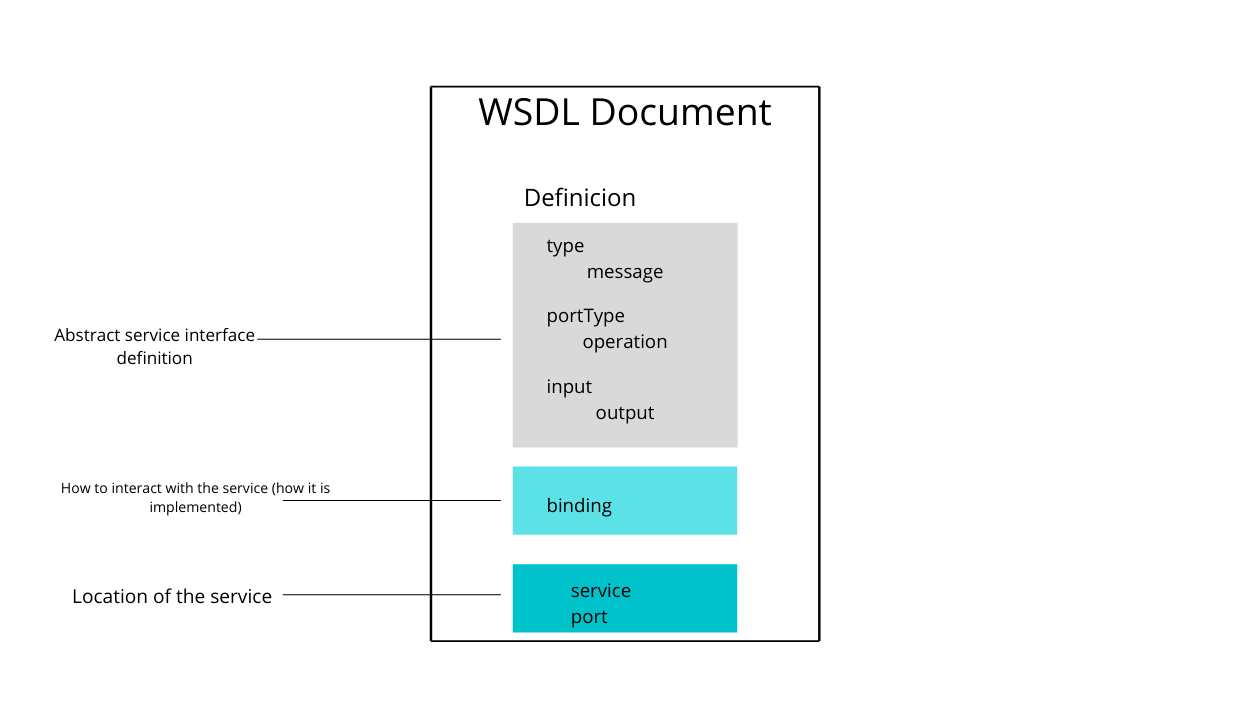 WSDL Document
Definicion
type
message
portType
operation
Abstract service interface
definition
input
output
How to interact with the service (how it is
implemented)
binding
Location of the service
service
port